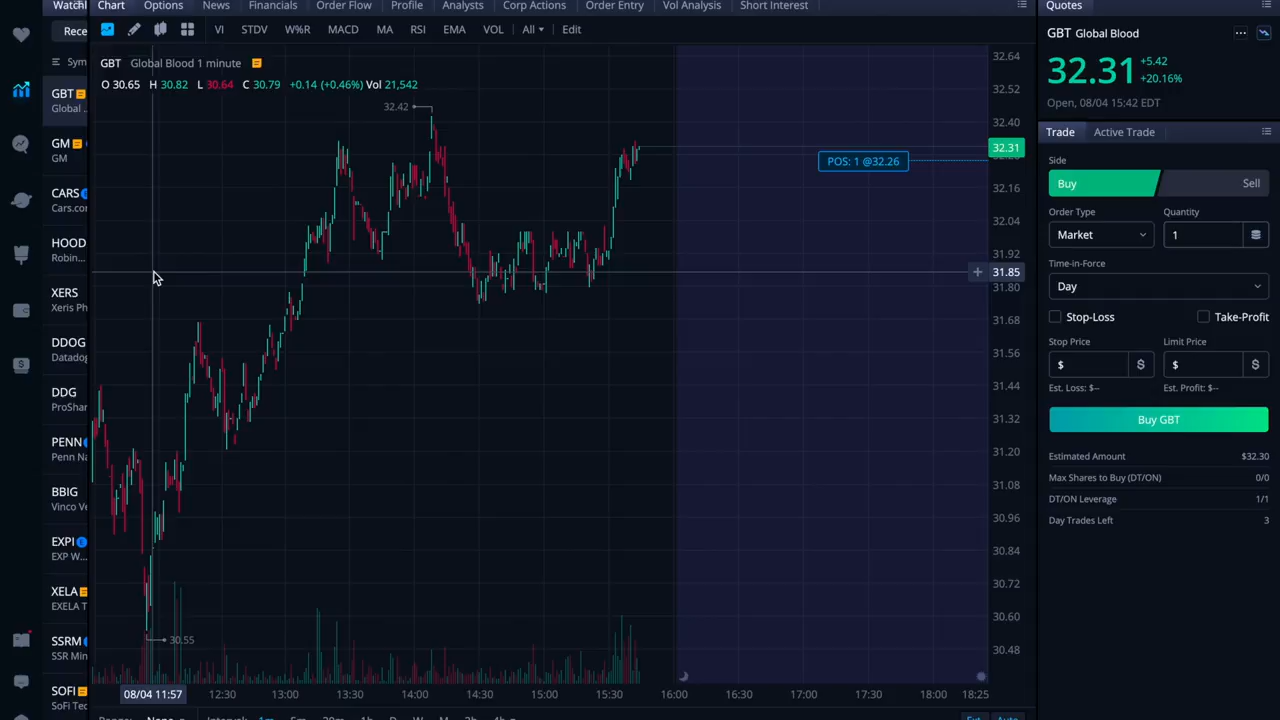 Watchl
Chart Options News Financials Order Flow Profile Analysts Corp Actions Order Entry Vol Analysis Short Interest
Quotes
Rece
VI STDV W%R MACD MA RSI EMA VOL All Edit
Sym
GBT
Global
GM
GM
CARS
Cars.con
HOOD
Robin...
XERS
Xeris Ph
DDOG
Datadog
DDG
ProShar
PENN
Penn Na
BBIG
Vinco Ve
EXPI E
EXP W...
XELA
EXELA T
SSRM
SSR Min
SOFI
SoFi Tec
GBT Global Blood 1 minute
O 30.65 H 30.82 L 30.64 C 30.79 +0.14 (+0.46%) Vol 21,542
32.42
POS: 1 @32.26
30.55
32.64
32.52
32.40
32.31
32.16
32.04
31.92
+ 31.85
31.80
31.68
31.56
31.44
31.32
31.20
31.08
30.96
30.84
30.72
30.60
30.48
08/04 11:57 12:30 13:00 13:30 14:00 14:30 15:00 15:30 16:00 16:30 17:00 17:30 18:00 18:25
GBT Global Blood
32.31 +5.42
+20.16%
Open, 08/04 15:42 EDT
Trade Active Trade
Side
Buy Sell
Order Type Quantity
Market 1
Time-in-Force
Day
Stop-Loss Take-Profit
Stop Price Limit Price
$ $ $ $
Est. Loss: $-- Est. Profit: $--
Buy GBT
Estimated Amount $32.30
Max Shares to Buy (DT/ON) 0/0
DT/ON Leverage 1/1
Day Trades Left 3